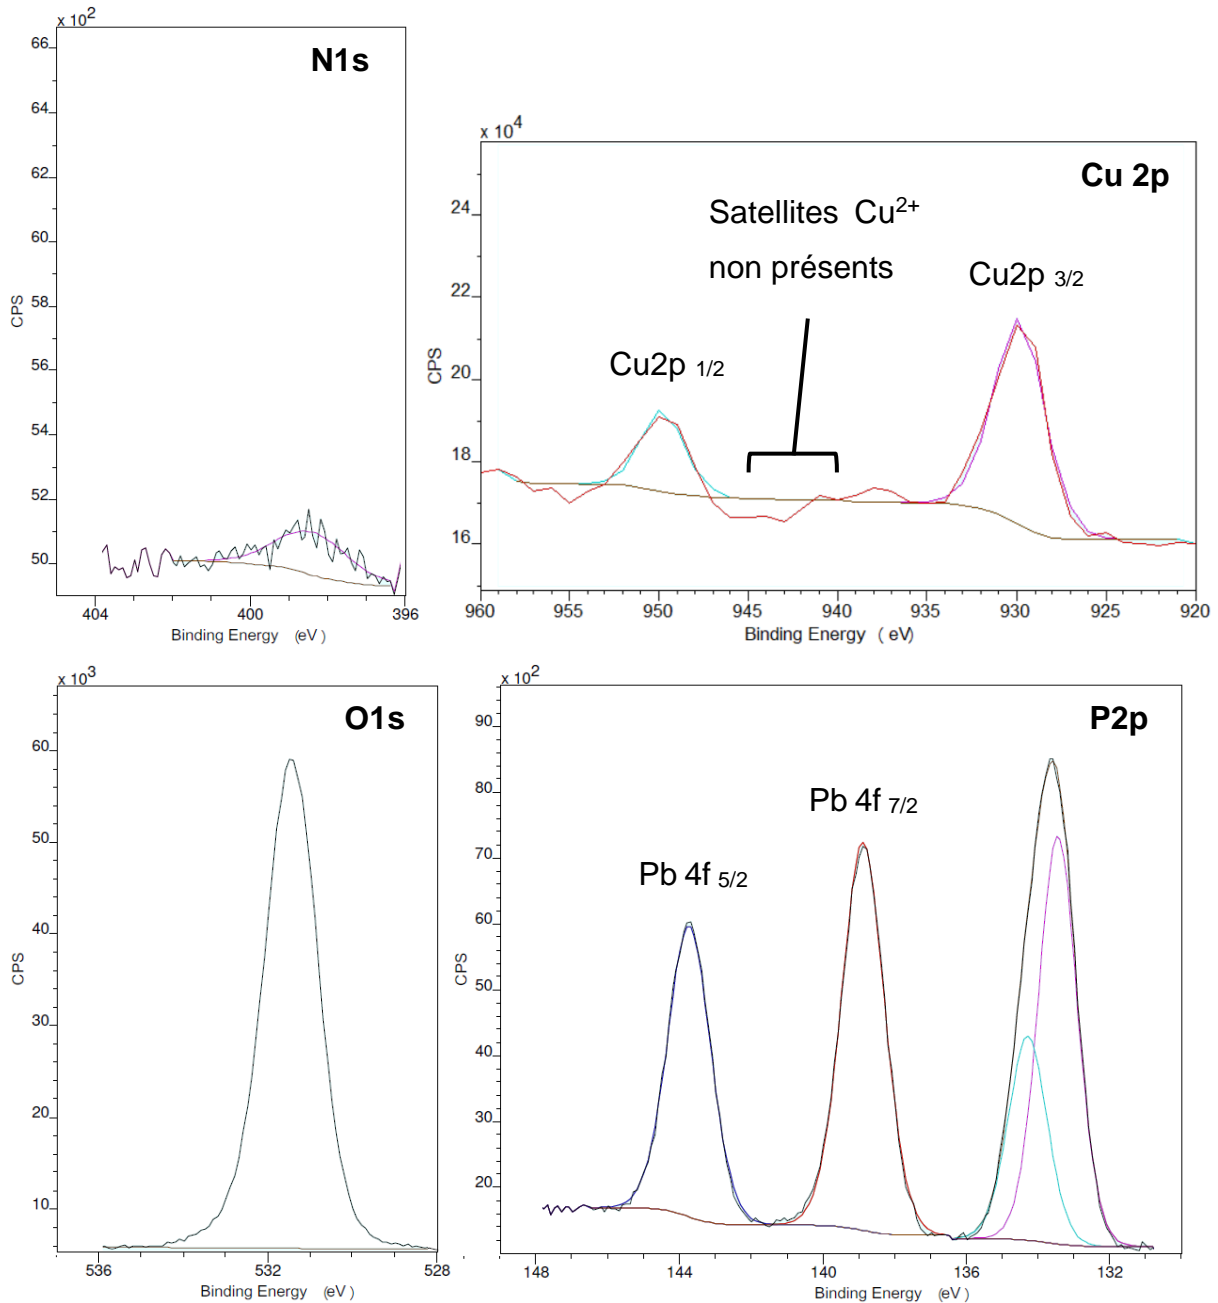 x 10²
N1s
66
64
62
60
58
56
54
52
50
CPS
404
400
396
Binding Energy (eV)
x 10⁴
Cu 2p
Satellites Cu²⁺
non présents
Cu2p 3/2
Cu2p 1/2
24
22
20
18
16
CPS
960
955
950
945
940
935
930
925
920
Binding Energy ( eV)
x 10³
O1s
60
50
40
30
20
10
CPS
536
532
528
Binding Energy (eV)
x 10²
P2p
Pb 4f 7/2
Pb 4f 5/2
90
80
70
60
50
40
30
20
CPS
148
144
140
136
132
Binding Energy (eV)